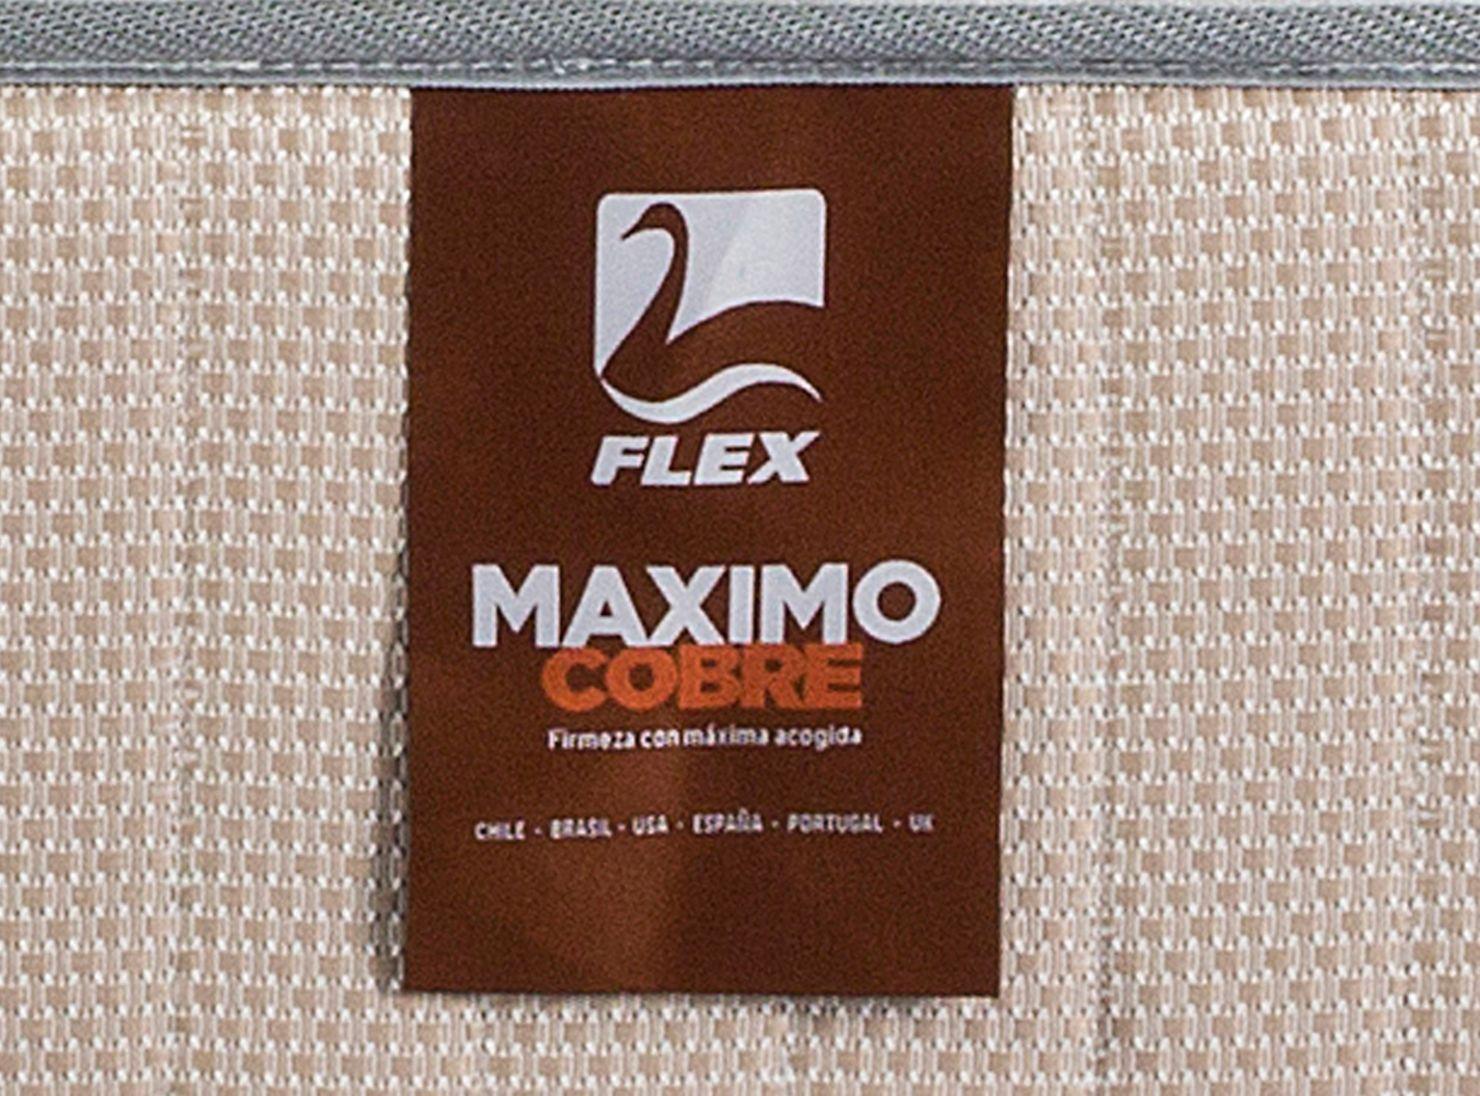 FLEX
MAXIMO
COBRE
Firmeza con máxima acogida
CHILE - BRASIL - USA - ESPAÑA - PORTUGAL - UK